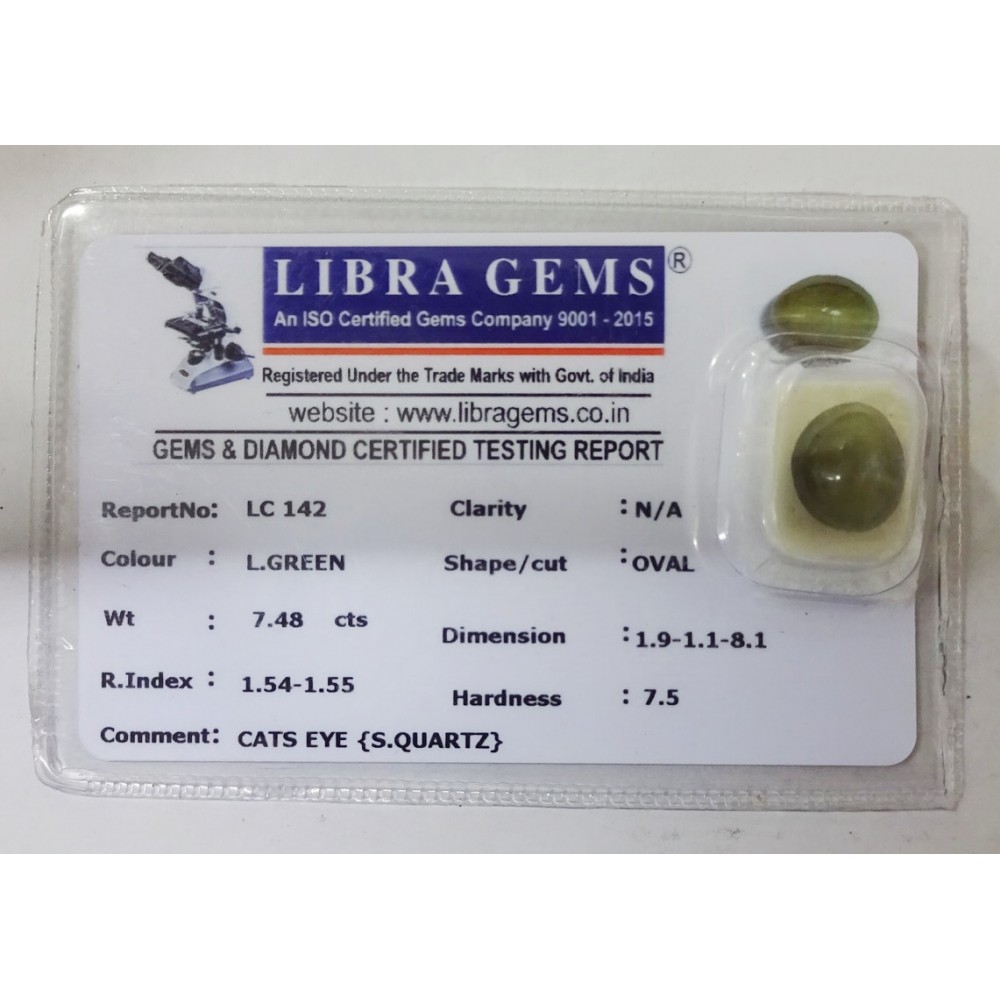 LIBRA GEMS ®
An ISO Certified Gems Company 9001 - 2015
Registered Under the Trade Marks with Govt. of India
website : www.libragems.co.in
GEMS & DIAMOND CERTIFIED TESTING REPORT
ReportNo: LC 142 Clarity : N/A
Colour : L.GREEN Shape/cut : OVAL
Wt : 7.48 cts Dimension : 1.9-1.1-8.1
R.Index : 1.54-1.55 Hardness : 7.5
Comment: CATS EYE {S.QUARTZ}